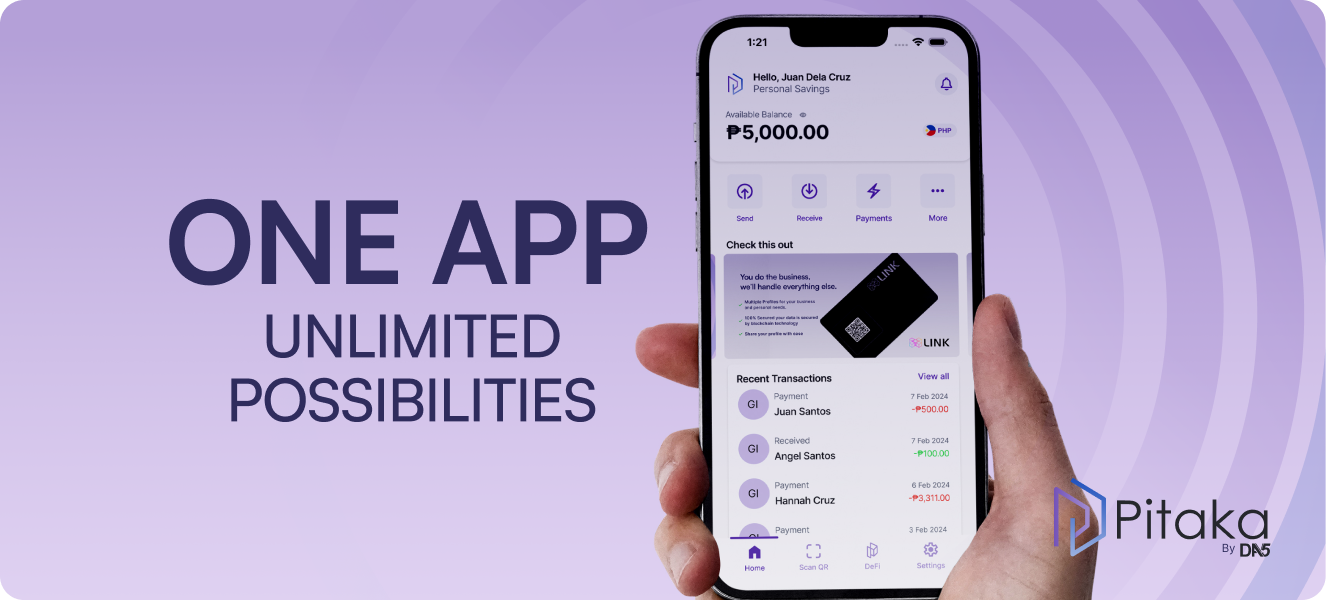 ONE APP
UNLIMITED
POSSIBILITIES
1:21
Hello, Juan Dela Cruz
Personal Savings
Available Balance
₱5,000.00
PHP
Send
Receive
Payments
More
Check this out
You do the business,
we'll handle everything else.
Multiple Profiles for your business
and personal needs.
100% Secured your data is secured
by blockchain technology
Share your profile with ease
LINK
LINK
Recent Transactions
View all
GI
Payment
Juan Santos
7 Feb 2024
-₱500.00
GI
Received
Angel Santos
7 Feb 2024
-₱100.00
GI
Payment
Hannah Cruz
6 Feb 2024
-₱3,311.00
GI
Payment
3 Feb 2024
Home
Scan QR
DeFi
Settings
Pitaka
By DA5